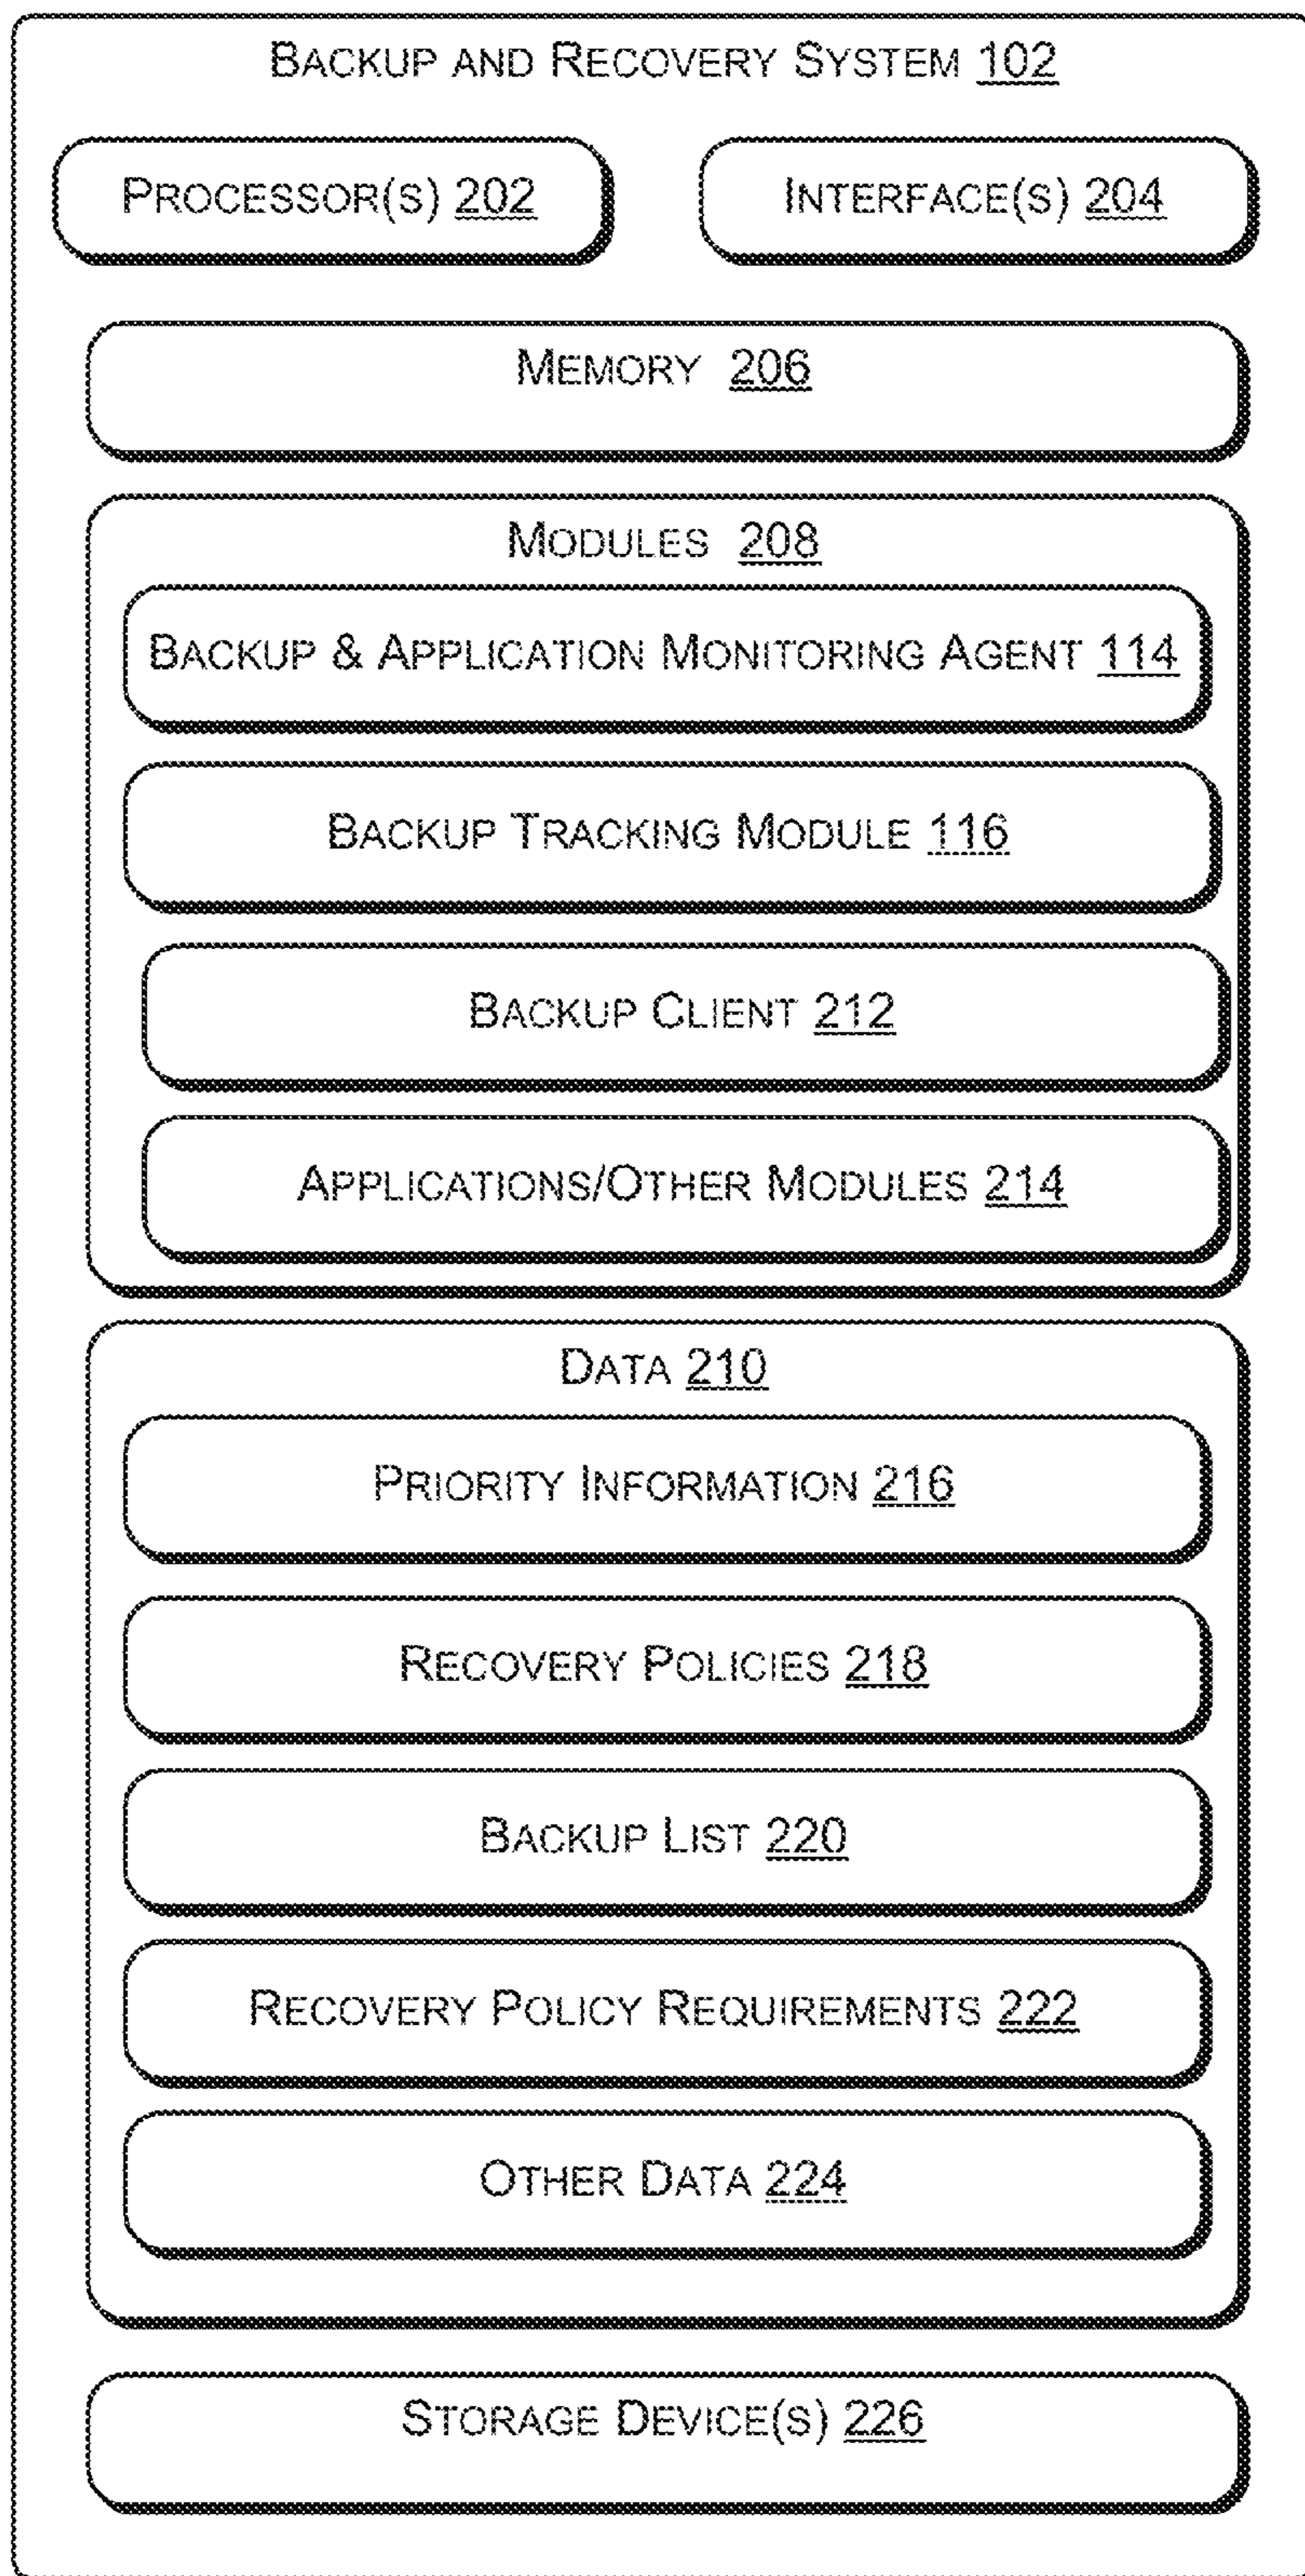 BACKUP AND RECOVERY SYSTEM 102
PROCESSOR(S) 202
INTERFACE(S) 204
MEMORY 206
MODULES 208
BACKUP & APPLICATION MONITORING AGENT 114
BACKUP TRACKING MODULE 116
BACKUP CLIENT 212
APPLICATIONS/OTHER MODULES 214
DATA 210
PRIORITY INFORMATION 216
RECOVERY POLICIES 218
BACKUP LIST 220
RECOVERY POLICY REQUIREMENTS 222
OTHER DATA 224
STORAGE DEVICE(S) 226